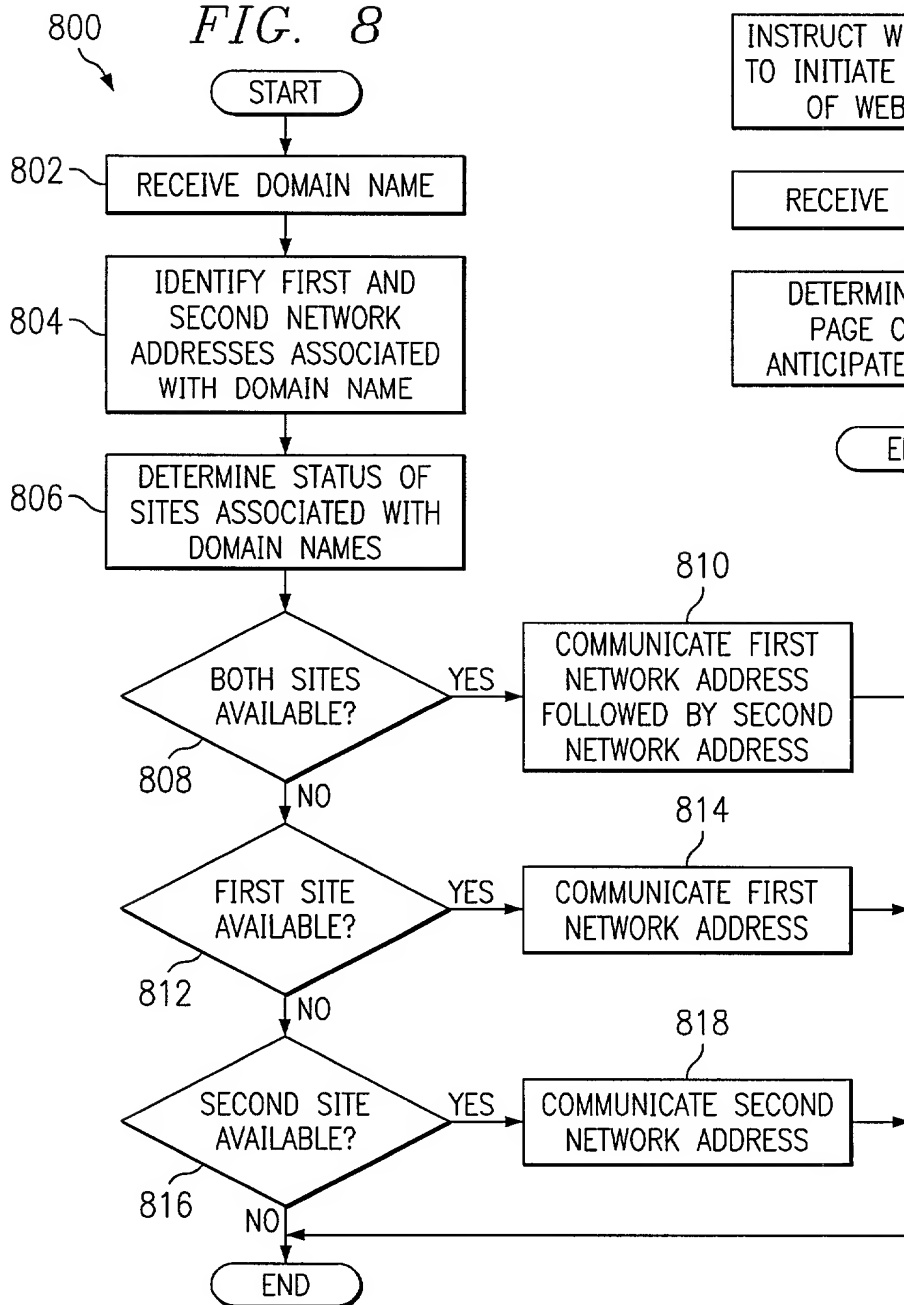 FIG. 8
800
START
802
RECEIVE DOMAIN NAME
804
IDENTIFY FIRST AND
SECOND NETWORK
ADDRESSES ASSOCIATED
WITH DOMAIN NAME
806
DETERMINE STATUS OF
SITES ASSOCIATED WITH
DOMAIN NAMES
BOTH SITES
AVAILABLE?
808
YES
NO
810
COMMUNICATE FIRST
NETWORK ADDRESS
FOLLOWED BY SECOND
NETWORK ADDRESS
FIRST SITE
AVAILABLE?
812
YES
NO
814
COMMUNICATE FIRST
NETWORK ADDRESS
SECOND SITE
AVAILABLE?
816
YES
NO
818
COMMUNICATE SECOND
NETWORK ADDRESS
END
INSTRUCT
TO INITIATE
OF WEB
RECEIVE
PAGE